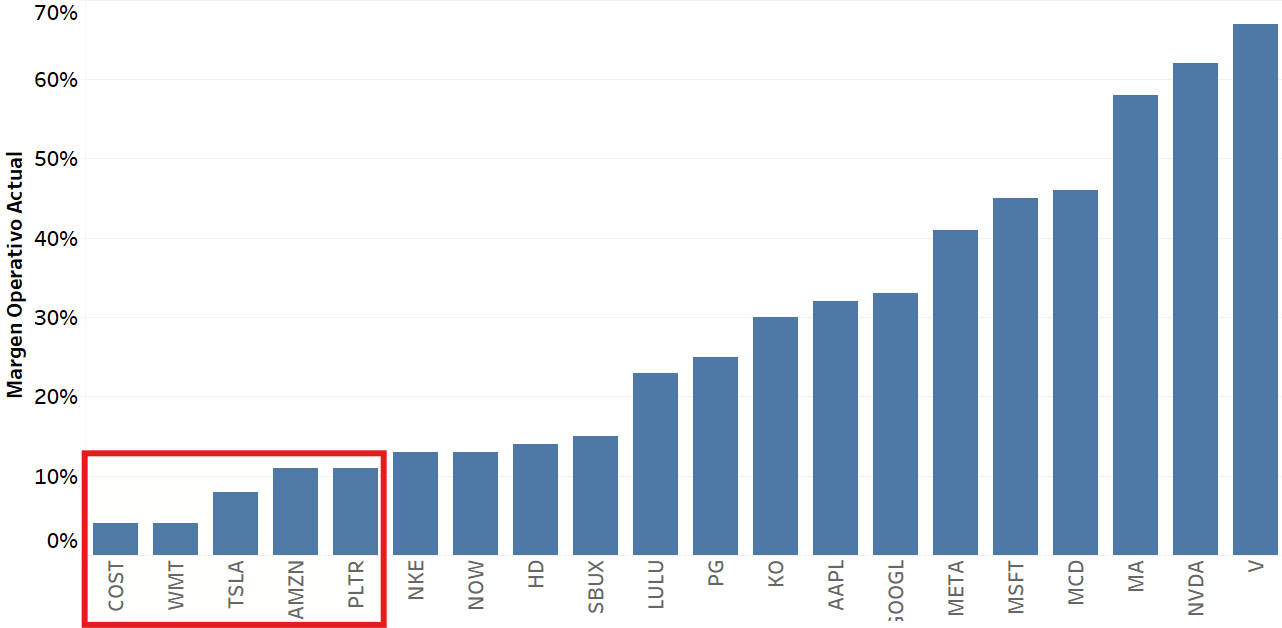 Margen Operativo Actual
70%
60%
50%
40%
30%
20%
10%
0%
COST
WMT
TSLA
AMZN
PLTR
NKE
NOW
HD
SBUX
LULU
PG
KO
AAPL
GOOGL
META
MSFT
MCD
MA
NVDA
V